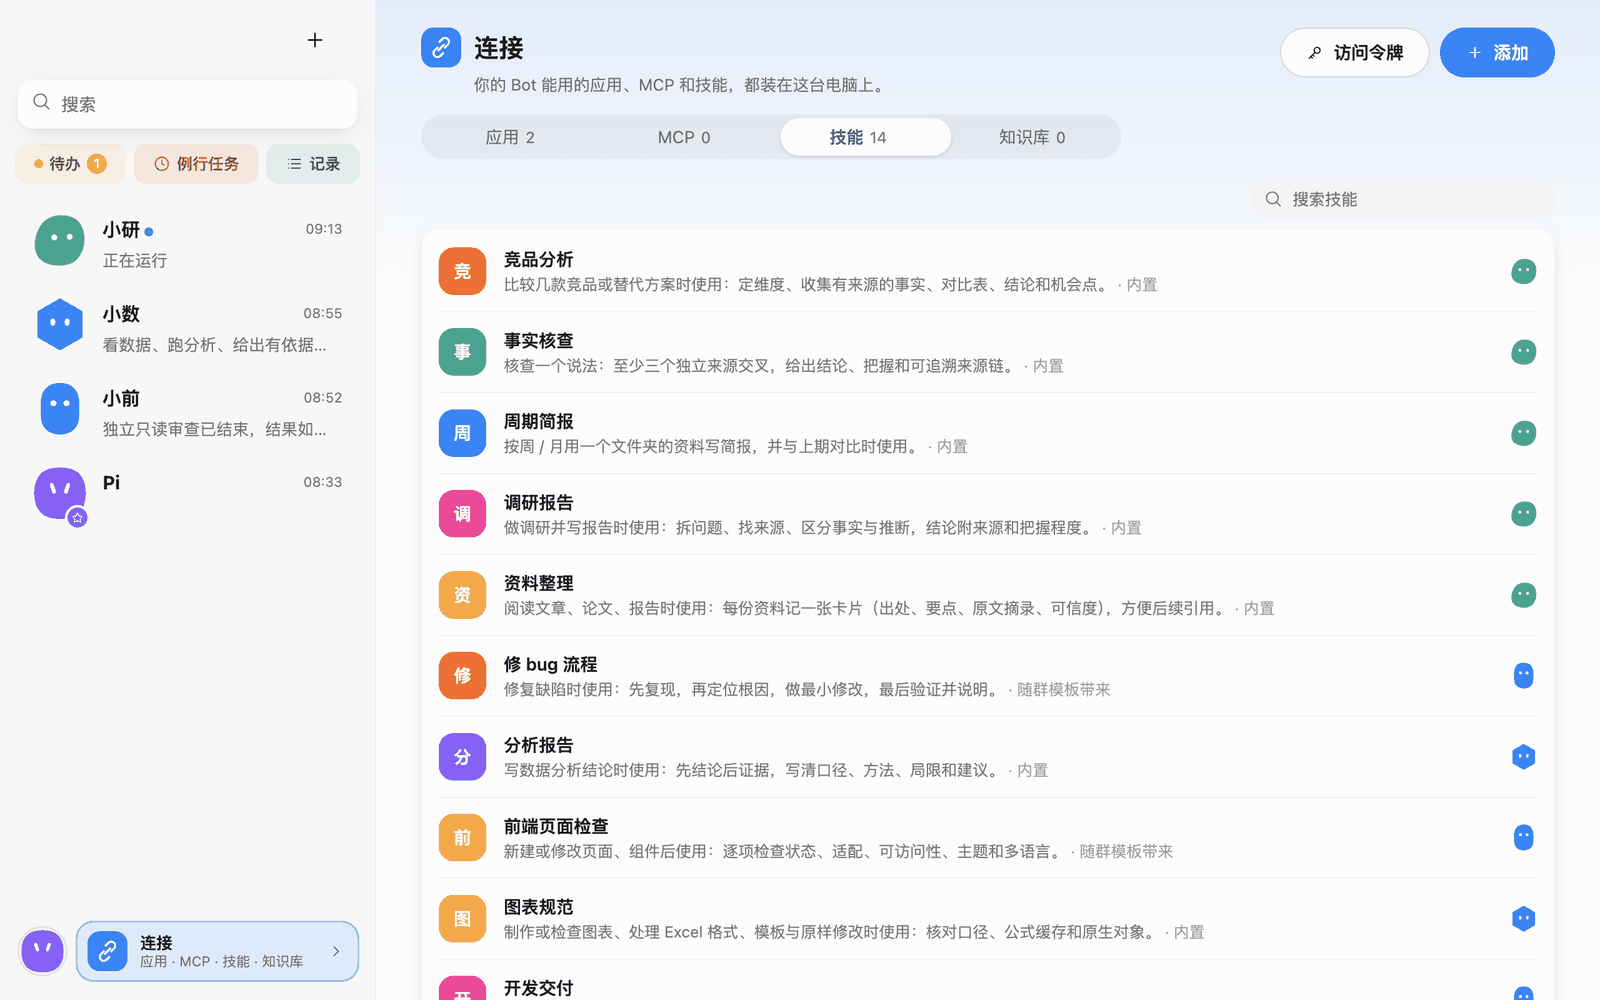 搜索
待办 1
例行任务
记录
小研
09:13
正在运行
小数
08:55
看数据、跑分析、给出有依据...
小前
08:52
独立只读审查已结束，结果如...
Pi
08:33
连接
应用 · MCP · 技能 · 知识库
连接
你的 Bot 能用的应用、MCP 和技能，都装在这台电脑上。
访问令牌
添加
应用 2
MCP 0
技能 14
知识库 0
搜索技能
竞
竞品分析
比较几款竞品或替代方案时使用：定维度、收集有来源的事实、对比表、结论和机会点。 · 内置
事
事实核查
核查一个说法：至少三个独立来源交叉，给出结论、把握和可追溯来源链。 · 内置
周
周期简报
按周 / 月用一个文件夹的资料写简报，并与上期对比时使用。 · 内置
调
调研报告
做调研并写报告时使用：拆问题、找来源、区分事实与推断，结论附来源和把握程度。 · 内置
资
资料整理
阅读文章、论文、报告时使用：每份资料记一张卡片（出处、要点、原文摘录、可信度），方便后续引用。 · 内置
修
修 bug 流程
修复缺陷时使用：先复现，再定位根因，做最小修改，最后验证并说明。 · 随群模板带来
分
分析报告
写数据分析结论时使用：先结论后证据，写清口径、方法、局限和建议。 · 内置
前
前端页面检查
新建或修改页面、组件后使用：逐项检查状态、适配、可访问性、主题和多语言。 · 随群模板带来
图
图表规范
制作或检查图表、处理 Excel 格式、模板与原样修改时使用：核对口径、公式缓存和原生对象。 · 内置
开
开发交付